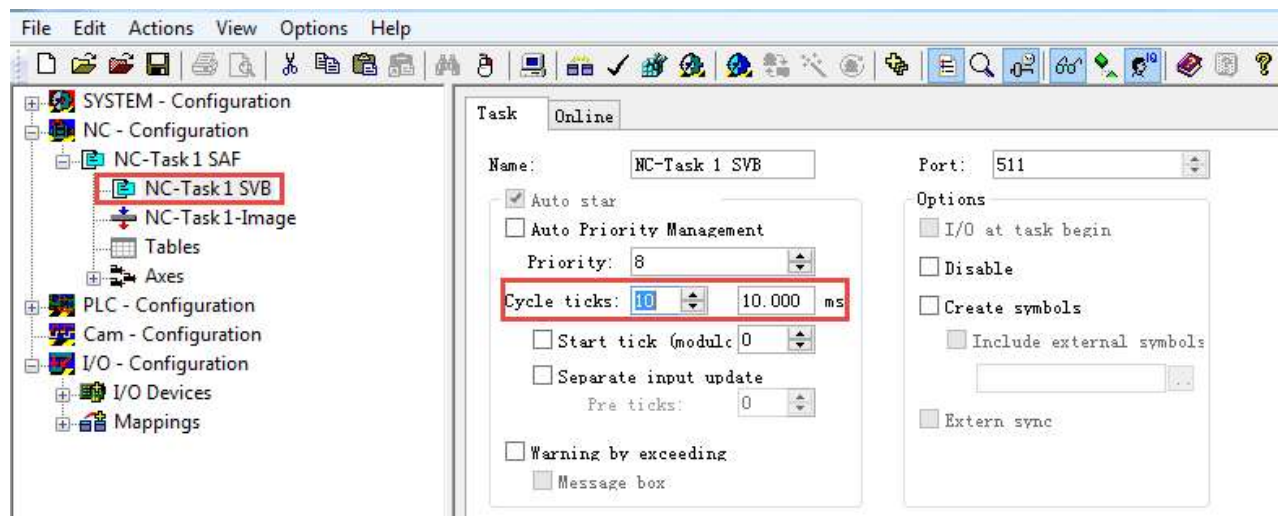 File Edit Actions View Options Help
SYSTEM - Configuration
NC - Configuration
NC-Task 1 SAF
NC-Task 1 SVB
NC-Task 1-Image
Tables
Axes
PLC - Configuration
Cam - Configuration
I/O - Configuration
I/O Devices
Mappings
Task Online
Name: NC-Task 1 SVB Port: 511
Auto star Options
Auto Priority Management I/O at task begin
Priority: 8 Disable
Cycle ticks: 10 10.000 ms Create symbols
Start tick (modulc 0 Include external symbols
Separate input update
Pre ticks: 0 Extern sync
Warning by exceeding
Message box